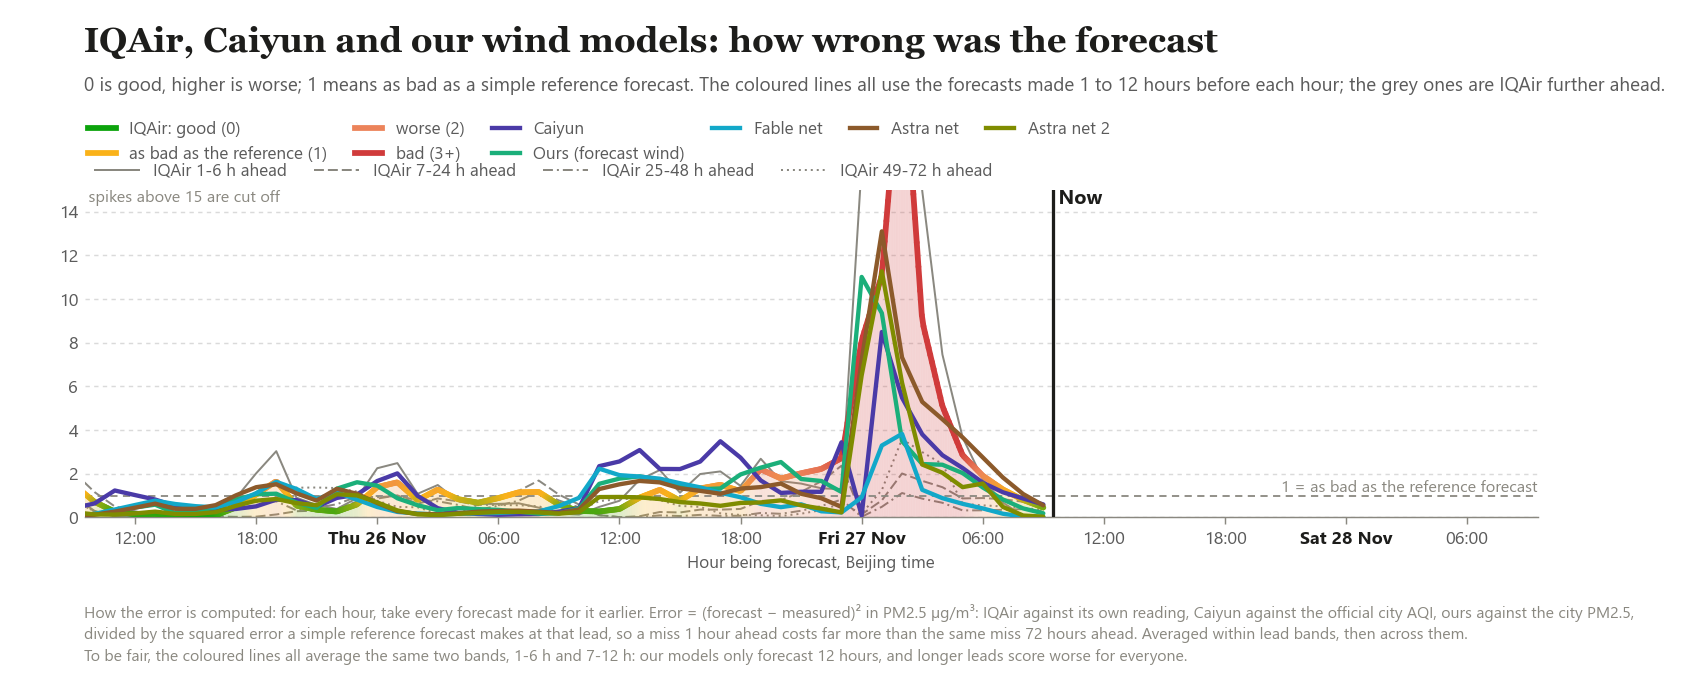 IQAir, Caiyun and our wind models: how wrong was the forecast
0 is good, higher is worse; 1 means as bad as a simple reference forecast. The coloured lines all use the forecasts made 1 to 12 hours before each hour; the grey ones are IQAir further ahead.
IQAir: good (0) worse (2) Caiyun Fable net Astra net Astra net 2
as bad as the reference (1) bad (3+) Ours (forecast wind)
IQAir 1-6 h ahead IQAir 7-24 h ahead IQAir 25-48 h ahead IQAir 49-72 h ahead
spikes above 15 are cut off
Now
14
12
10
8
6
4
2
1 = as bad as the reference forecast
0
12:00 18:00 Thu 26 Nov 06:00 12:00 18:00 Fri 27 Nov 06:00 12:00 18:00 Sat 28 Nov 06:00
Hour being forecast, Beijing time
How the error is computed: for each hour, take every forecast made for it earlier. Error = (forecast − measured)² in PM2.5 µg/m³: IQAir against its own reading, Caiyun against the official city AQI, ours against the city PM2.5,
divided by the squared error a simple reference forecast makes at that lead, so a miss 1 hour ahead costs far more than the same miss 72 hours ahead. Averaged within lead bands, then across them.
To be fair, the coloured lines all average the same two bands, 1-6 h and 7-12 h: our models only forecast 12 hours, and longer leads score worse for everyone.